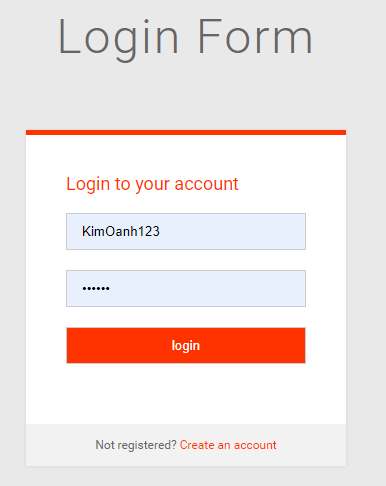 Login Form
Login to your account
KimOanh123
••••••
login
Not registered? Create an account